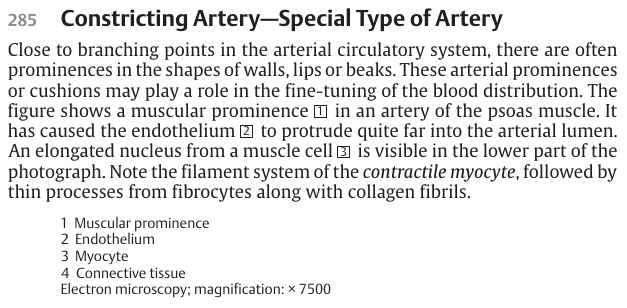 285 Constricting Artery—Special Type of Artery
Close to branching points in the arterial circulatory system, there are often
prominences in the shapes of walls, lips or beaks. These arterial prominences
or cushions may play a role in the fine-tuning of the blood distribution. The
figure shows a muscular prominence 1 in an artery of the psoas muscle. It
has caused the endothelium 2 to protrude quite far into the arterial lumen.
An elongated nucleus from a muscle cell 3 is visible in the lower part of the
photograph. Note the filament system of the contractile myocyte, followed by
thin processes from fibrocytes along with collagen fibrils.
1 Muscular prominence
2 Endothelium
3 Myocyte
4 Connective tissue
Electron microscopy; magnification: × 7500